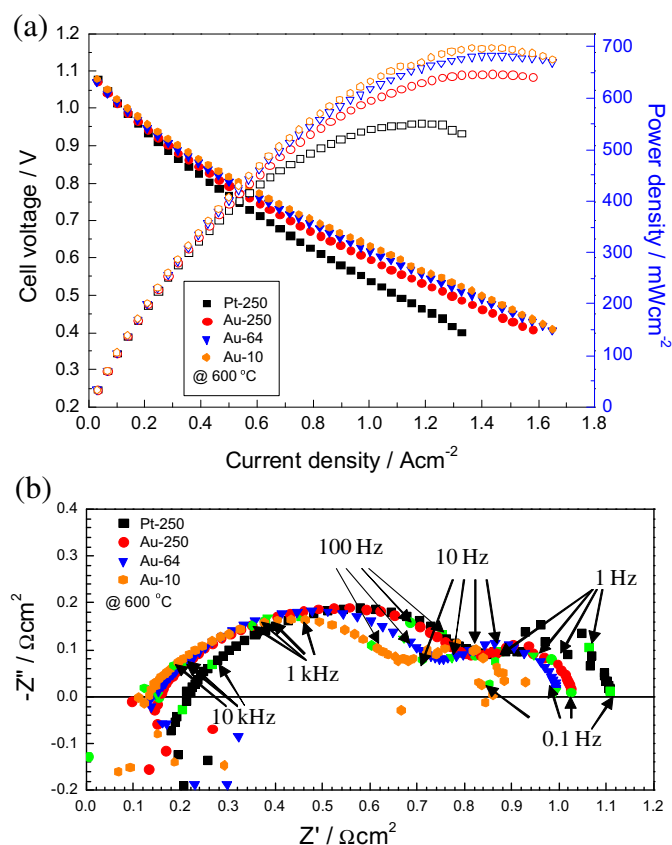 (a)
1.2
1.1
1.0
0.9
0.8
0.7
0.6
0.5
0.4
0.3
0.2
Cell voltage / V
700
600
500
400
300
200
100
0
Power density / mWcm-2
Pt-250
Au-250
Au-64
Au-10
@ 600 °C
0.0 0.2 0.4 0.6 0.8 1.0 1.2 1.4 1.6 1.8
Current density / Acm-2
(b)
0.4
0.3
0.2
0.1
0.0
-0.1
-0.2
-Z'' / Ωcm2
Pt-250
Au-250
Au-64
Au-10
@ 600 °C
100 Hz
10 Hz
1 Hz
1 kHz
10 kHz
0.1 Hz
0.0 0.1 0.2 0.3 0.4 0.5 0.6 0.7 0.8 0.9 1.0 1.1 1.2
Z' / Ωcm2